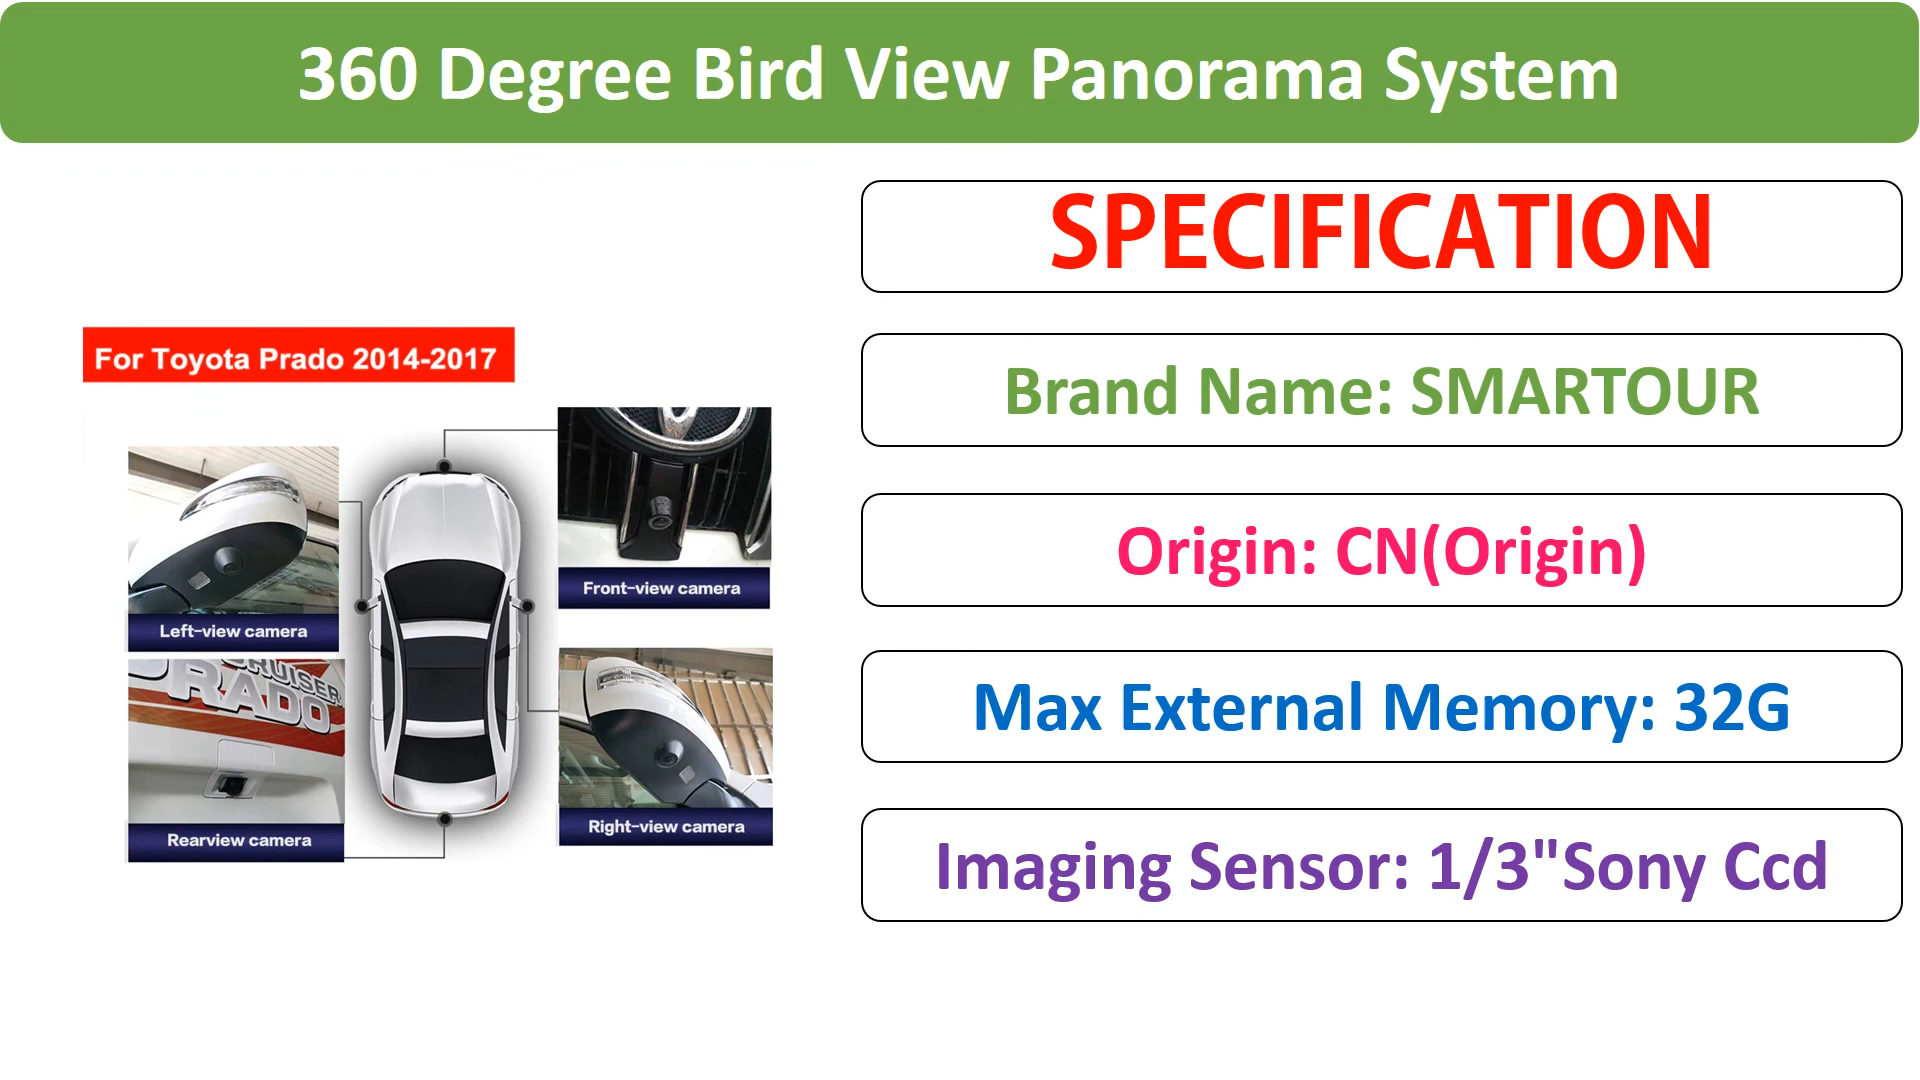 360 Degree Bird View Panorama System
SPECIFICATION
For Toyota Prado 2014-2017
Brand Name: SMARTOUR
Origin: CN(Origin)
Max External Memory: 32G
Imaging Sensor: 1/3"Sony Ccd
Front-view camera
Left-view camera
CRUISER
PRADO
Rearview camera
Right-view camera